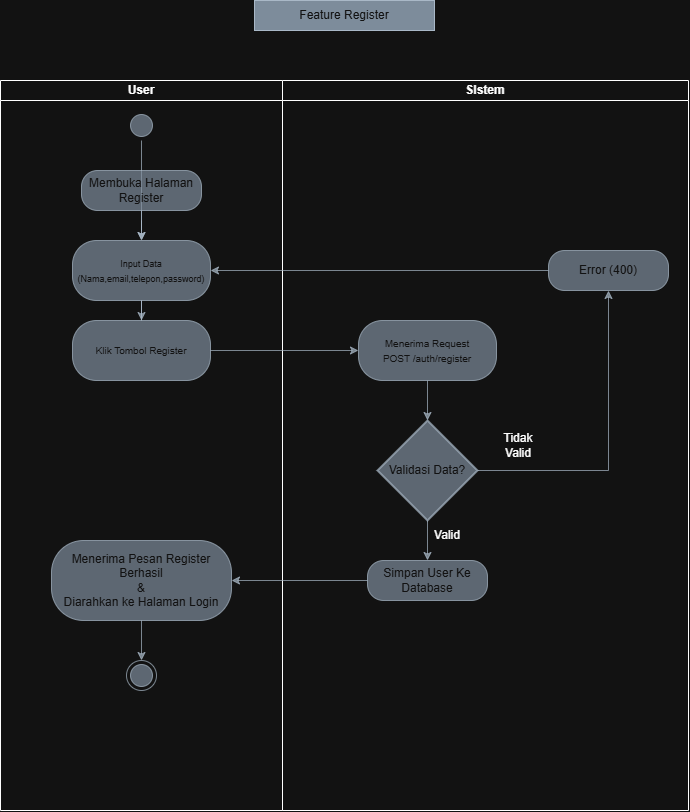 Feature Register
User
Sistem
Membuka Halaman
Register
Input Data
(Nama,email,telepon,password)
Error (400)
Klik Tombol Register
Menerima Request
POST /auth/register
Tidak
Valid
Validasi Data?
Valid
Menerima Pesan Register
Berhasil
&
Diarahkan ke Halaman Login
Simpan User Ke
Database